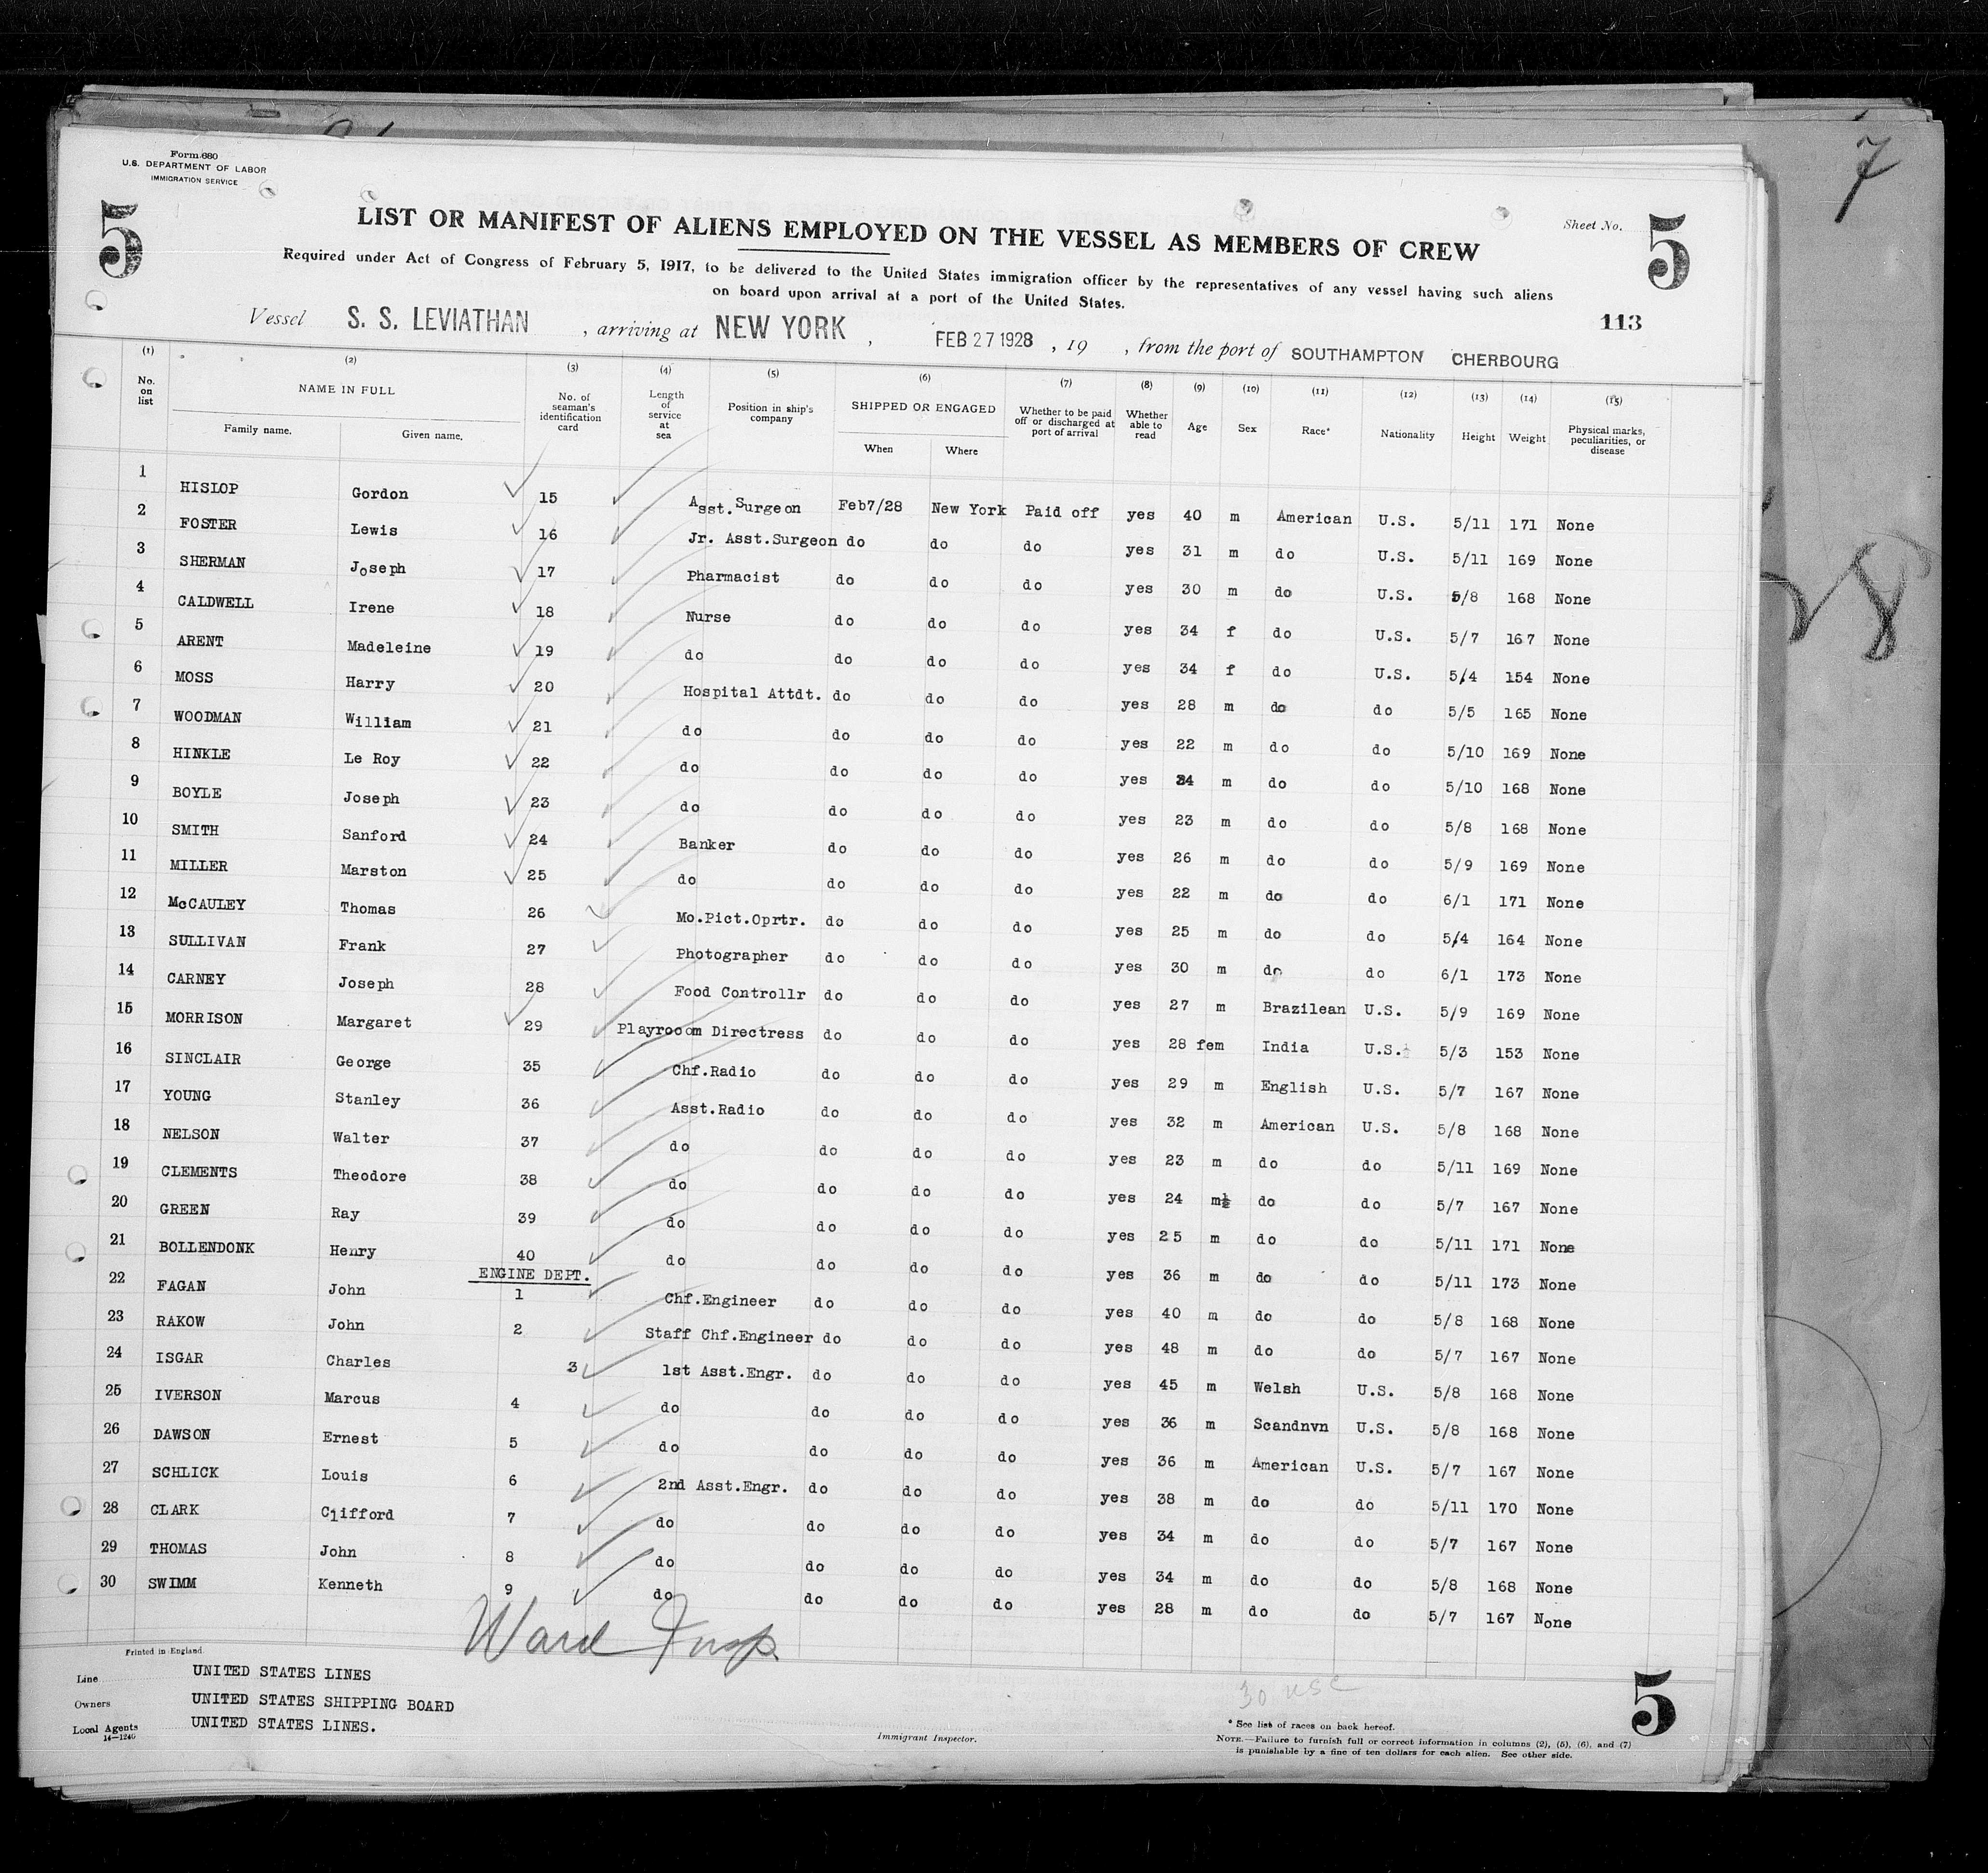 7
Form 680
U.S. DEPARTMENT OF LABOR
IMMIGRATION SERVICE
5
Sheet No. 5
LIST OR MANIFEST OF ALIENS EMPLOYED ON THE VESSEL AS MEMBERS OF CREW
Required under Act of Congress of February 5, 1917, to be delivered to the United States immigration officer by the representatives of any vessel having such aliens
on board upon arrival at a port of the United States.
113
Vessel S. S. LEVIATHAN , arriving at NEW YORK , FEB 27 1928 , 19 , from the port of SOUTHAMPTON CHERBOURG
(1) (2) (3) (4) (5) (6) (7) (8) (9) (10) (11) (12) (13) (14) (15)
No. on list NAME IN FULL Family name. Given name. No. of seaman's identification card Length of service at sea Position in ship's company SHIPPED OR ENGAGED When Where Whether to be paid off or discharged at port of arrival Whether able to read Age Sex Race* Nationality Height Weight Physical marks, peculiarities, or disease
1 HISLOP Gordon 15 Asst.Surgeon Feb7/28 New York Paid off yes 40 m American U.S. 5/11 171 None
2 FOSTER Lewis 16 Jr. Asst.Surgeon do do do yes 31 m do U.S. 5/11 169 None
3 SHERMAN Joseph 17 Pharmacist do do do yes 30 m do U.S. 5/8 168 None
4 CALDWELL Irene 18 Nurse do do do yes 34 f do U.S. 5/7 167 None
5 ARENT Madeleine 19 do do do do yes 34 f do U.S. 5/4 154 None
6 MOSS Harry 20 Hospital Attdt. do do do yes 28 m do do 5/5 165 None
7 WOODMAN William 21 do do do do yes 22 m do do 5/10 169 None
8 HINKLE Le Roy 22 do do do do yes 24 m do do 5/10 168 None
9 BOYLE Joseph 23 do do do do yes 23 m do do 5/8 168 None
10 SMITH Sanford 24 Banker do do do yes 26 m do do 5/9 169 None
11 MILLER Marston 25 do do do do yes 22 m do do 6/1 171 None
12 McCAULEY Thomas 26 Mo.Pict.Oprtr. do do do yes 25 m do do 5/4 164 None
13 SULLIVAN Frank 27 Photographer do do do yes 30 m do do 6/1 173 None
14 CARNEY Joseph 28 Food Controllr do do do yes 27 m Brazilean U.S. 5/9 169 None
15 MORRISON Margaret 29 Playrooom Directress do do do yes 28 fem India U.S. 5/3 153 None
16 SINCLAIR George 35 Chf.Radio do do do yes 29 m English U.S. 5/7 167 None
17 YOUNG Stanley 36 Asst.Radio do do do yes 32 m American U.S. 5/8 168 None
18 NELSON Walter 37 do do do do yes 23 m do do 5/11 169 None
19 CLEMENTS Theodore 38 do do do do yes 24 m do do 5/7 167 None
20 GREEN Ray 39 do do do do yes 25 m do do 5/11 171 None
21 BOLLENDONK Henry 40 do do do do yes 36 m do do 5/11 173 None
ENGINE DEPT.
22 FAGAN John 1 Chf.Engineer do do do yes 40 m do do 5/8 168 None
23 RAKOW John 2 Staff Chf.Engineer do do do yes 48 m do do 5/7 167 None
24 ISGAR Charles 3 1st Asst.Engr. do do do yes 45 m Welsh U.S. 5/8 168 None
25 IVERSON Marcus 4 do do do do yes 36 m Scandnvn U.S. 5/8 168 None
26 DAWSON Ernest 5 do do do do yes 36 m American U.S. 5/7 167 None
27 SCHLICK Louis 6 2nd Asst.Engr. do do do yes 38 m do do 5/11 170 None
28 CLARK Clifford 7 do do do do yes 34 m do do 5/7 167 None
29 THOMAS John 8 do do do do yes 34 m do do 5/8 168 None
30 SWIMM Kenneth 9 do do do do yes 28 m do do 5/7 167 None
Ward Insp.
Printed in England.
Line UNITED STATES LINES
Owners UNITED STATES SHIPPING BOARD
Local Agents UNITED STATES LINES.
14—1240
Immigrant Inspector.
30 USC
* See list of races on back hereof.
NOTE.—Failure to furnish full or correct information in columns (2), (5), (6), and (7)
is punishable by a fine of ten dollars for each alien. See other side.
5